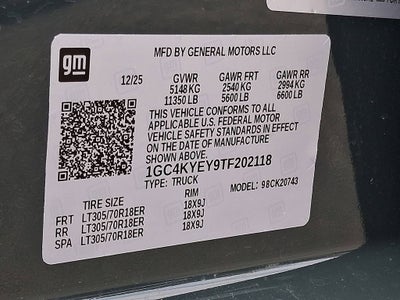 gm
MFD BY GENERAL MOTORS LLC
12/25 GVWR GAWR FRT GAWR RR
5148 KG 2540 KG 2994 KG
11350 LB 5600 LB 6600 LB
THIS VEHICLE CONFORMS TO ALL
APPLICABLE U.S. FEDERAL MOTOR
VEHICLE SAFETY STANDARDS IN EFFECT
ON THE DATE OF MANUFACTURE
SHOWN ABOVE.
1GC4KYEY9TF202118
TYPE: TRUCK MODEL: 98CK20743
TIRE SIZE RIM
FRT LT305/70R18ER 18X9J
RR LT305/70R18ER 18X9J
SPA LT305/70R18ER 18X9J